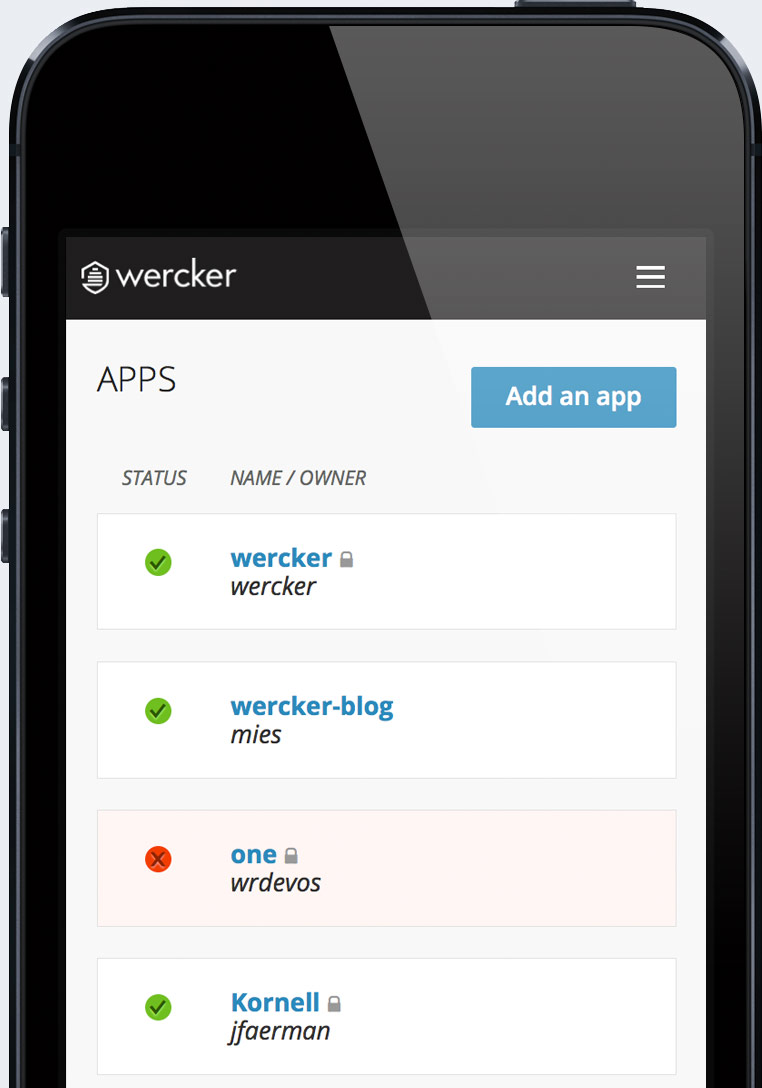 wercker
APPS
Add an app
STATUS NAME / OWNER
wercker
wercker
wercker-blog
mies
one
wrdevos
Kornell
jfaerman